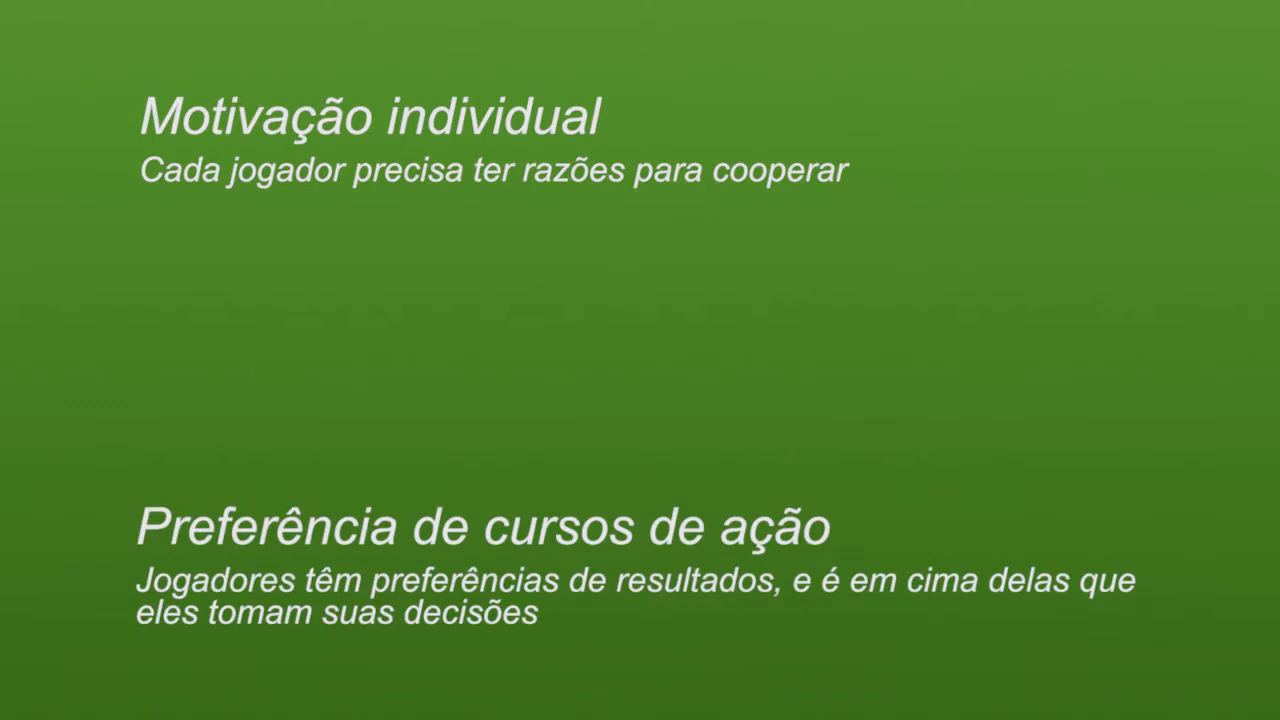 Motivação individual
Cada jogador precisa ter razões para cooperar
Preferência de cursos de ação
Jogadores têm preferências de resultados, e é em cima delas que
eles tomam suas decisões